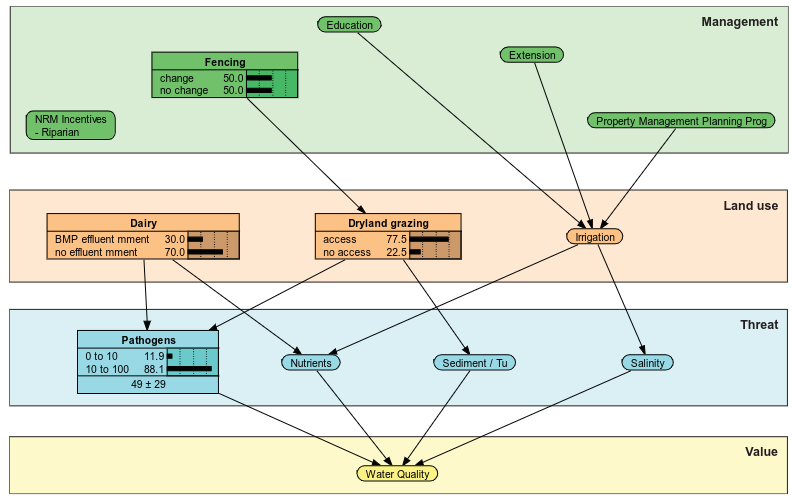 Management
Education
Extension
Fencing
change 50.0
no change 50.0
NRM Incentives
- Riparian
Property Management Planning Prog
Land use
Dairy
BMP effluent mment 30.0
no effluent mment 70.0
Dryland grazing
access 77.5
no access 22.5
Irrigation
Threat
Pathogens
0 to 10 11.9
10 to 100 88.1
49 ± 29
Nutrients
Sediment / Tu
Salinity
Value
Water Quality